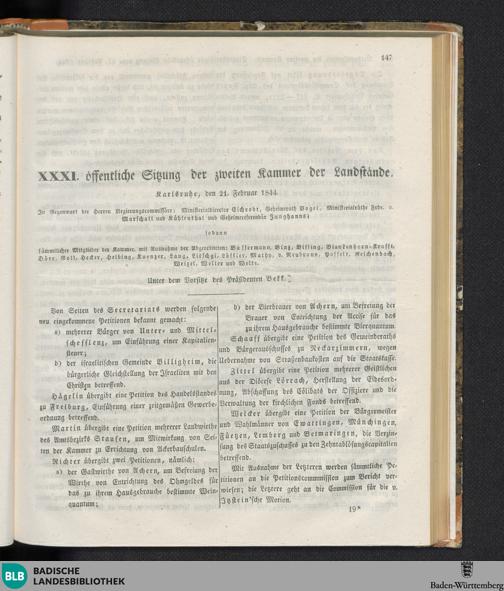 147
XXXI. öffentliche Sitzung der zweiten Kammer der Landstände.
Karlsruhe, den 21. Februar 1844.
In Gegenwart der Herren Regierungscommissäre: Ministerialdirector Eichrodt, Geheimerath Vogel, Ministerialräthe Frhr. v.
Marschall und Kühlenthal und Geheimereferendär Junghanns;
sodann
sämmtlicher Mitglieder der Kammer, mit Ausnahme der Abgeordneten: Bassermann, Binz, Bissing, Blankenhorn-Krafft,
Dörr, Goll, Hecker, Helbing, Kuenzer, Lang, Litschgi, Löffler, Mathy, v. Neubronn, Posselt, Reichenbach,
Weizel, Welter und Wolff.
Unter dem Vorsitze des Präsidenten Bekk.
Von Seiten des Secretariats werden folgende
neu eingekommene Petitionen bekannt gemacht:
a) mehrerer Bürger von Unter- und Mittel-
schefflenz, um Einführung einer Kapitalien-
steuer;
b) der israelitischen Gemeinde Billigheim, die
bürgerliche Gleichstellung der Israeliten mit den
Christen betreffend.
Hägelin übergibt eine Petition des Handelsstandes
zu Freiburg, Einführung einer zeitgemäßen Gewerbs-
ordnung betreffend.
Martin übergibt eine Petition mehrerer Landwirthe
des Amtsbezirks Staufen, um Mitwirkung von Sei-
ten der Kammer zu Errichtung von Ackerbauschulen.
Richter übergibt zwei Petitionen, nämlich:
a) der Gastwirthe von Achern, um Befreiung der
Wirthe von Entrichtung des Ohmgeldes für
das zu ihrem Hausgebrauche bestimmte Wein-
quantum;
b) der Bierbrauer von Achern, um Befreiung der
Brauer von Entrichtung der Accise für das
zu ihrem Hausgebrauche bestimmte Bierquantum.
Schaaff übergibt eine Petition des Gemeinderaths
und Bürgerausschusses zu Neckarzimmern, wegen
Uebernahme von Straßenbaukosten auf die Staatskasse.
Zittel übergibt eine Petition mehrerer Geistlichen
aus der Diöcese Lörrach, Herstellung der Eidesord-
nung, Abschaffung des Cölibats der Offiziere und die
Verwaltung der kirchlichen Fonds betreffend.
Welcker übergibt eine Petition der Bürgermeister
und Wahlmänner von Ewattingen, Münchingen,
Füetzen, Lemberg und Bettmaringen, die Verzin-
sung des Staatszuschusses zu den Zehntablösungskapitalien
betreffend.
Mit Ausnahme der Letzteren werden sämmtliche Pe-
titionen an die Petitionscommission zum Bericht ver-
wiesen; die Letztere geht an die Commission für die v.
Itzstein'sche Motion.
19*
BLB BADISCHE
LANDESBIBLIOTHEK
Baden-Württemberg